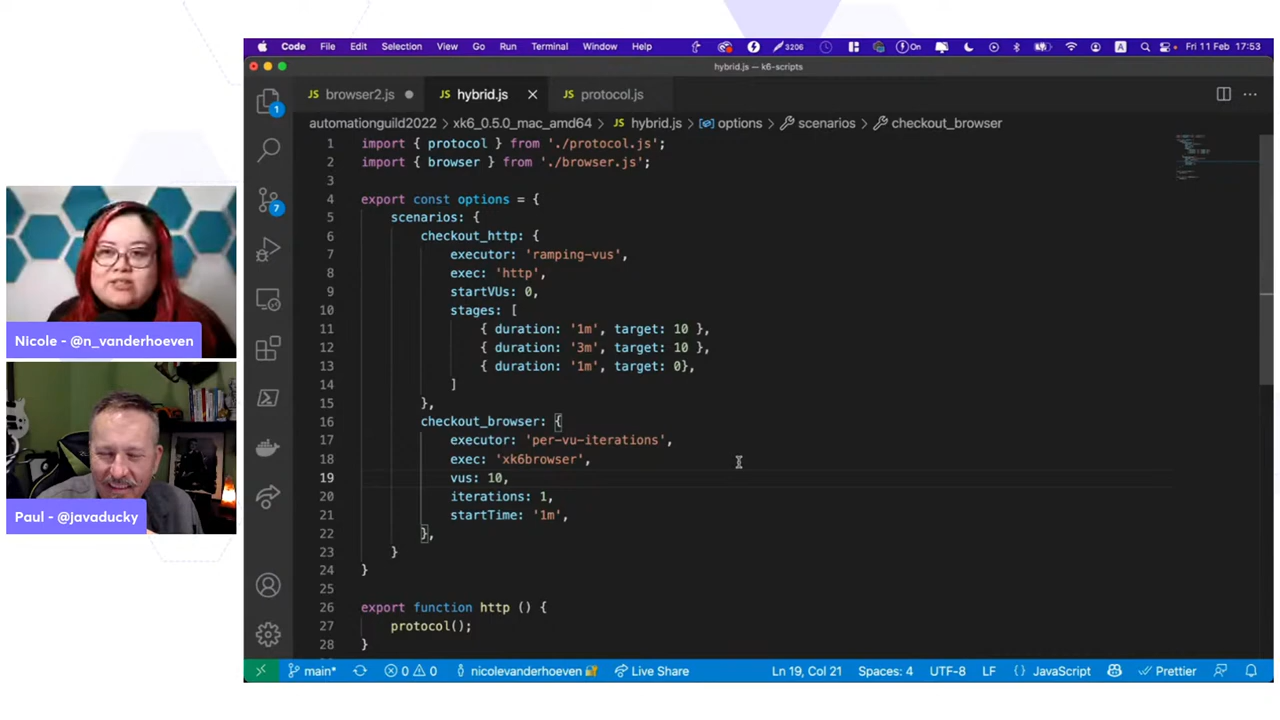 Code File Edit Selection View Go Run Terminal Window Help 3206 On A Fri 11 Feb 17:53
hybrid.js — k6-scripts
JS browser2.js
JS hybrid.js
JS protocol.js
automationguild2022 > xk6_0.5.0_mac_amd64 > JS hybrid.js > options > scenarios > checkout_browser
1 import { protocol } from './protocol.js';
2 import { browser } from './browser.js';
3
4 export const options = {
5 scenarios: {
6 checkout_http: {
7 executor: 'ramping-vus',
8 exec: 'http',
9 startVUs: 0,
10 stages: [
11 { duration: '1m', target: 10 },
12 { duration: '3m', target: 10 },
13 { duration: '1m', target: 0},
14 ]
15 },
16 checkout_browser: {
17 executor: 'per-vu-iterations',
18 exec: 'xk6browser',
19 vus: 10,
20 iterations: 1,
21 startTime: '1m',
22 },
23 }
24 }
25
26 export function http () {
27 protocol();
28 }
1
7
Nicole - @n_vanderhoeven
Paul - @javaducky
main* 0 0 nicolevanderhoeven Live Share Ln 19, Col 21 Spaces: 4 UTF-8 LF {} JavaScript Prettier